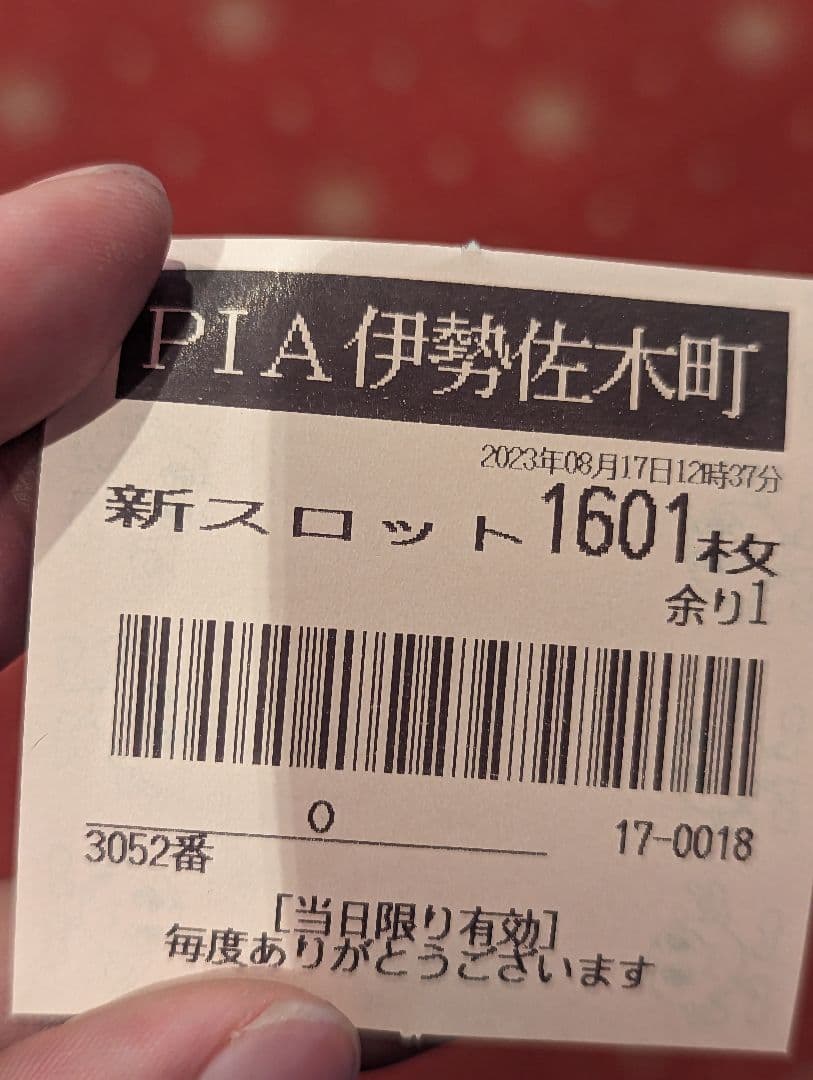 PIA伊勢佐木町
2023年08月17日12時37分
新スロット1601枚
余り1
0
3052番 17-0018
[当日限り有効]
毎度ありがとうございます